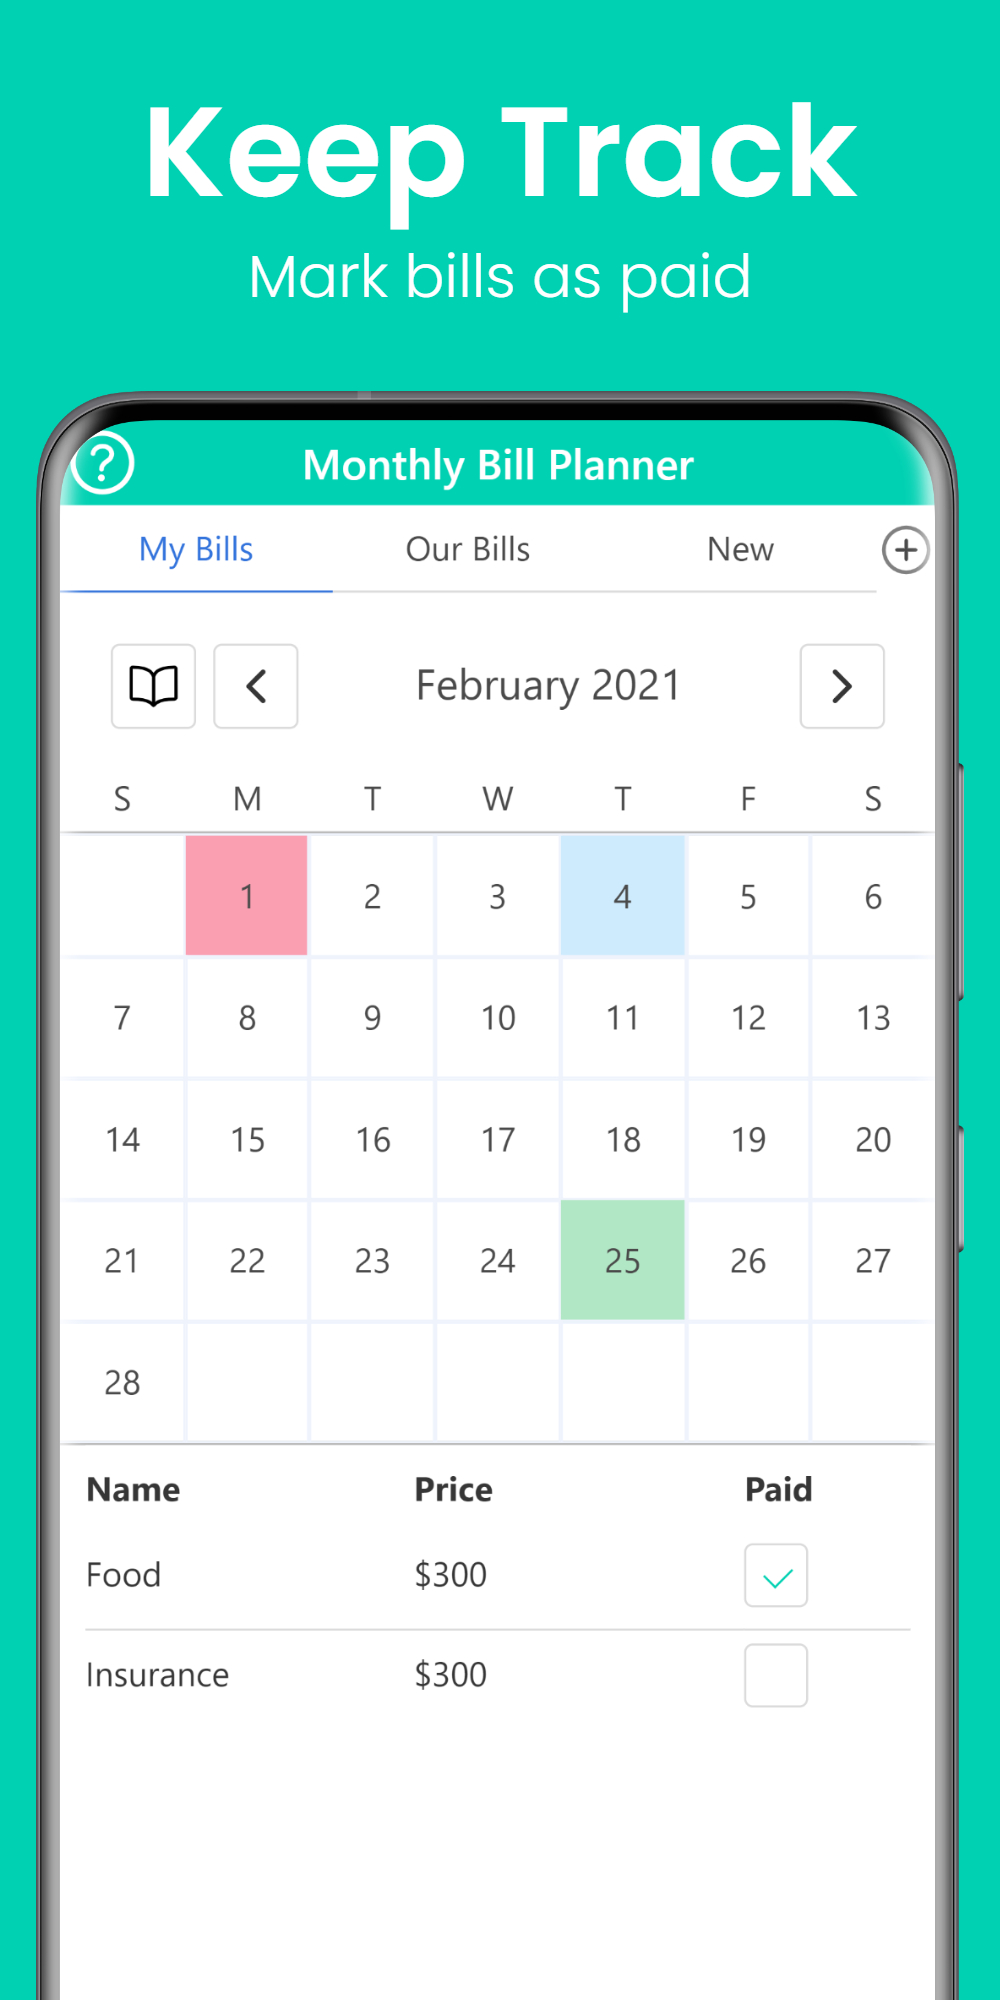 Keep Track
Mark bills as paid
? Monthly Bill Planner
My Bills Our Bills New +
< February 2021 >
S M T W T F S
1 2 3 4 5 6
7 8 9 10 11 12 13
14 15 16 17 18 19 20
21 22 23 24 25 26 27
28
Name Price Paid
Food $300
Insurance $300